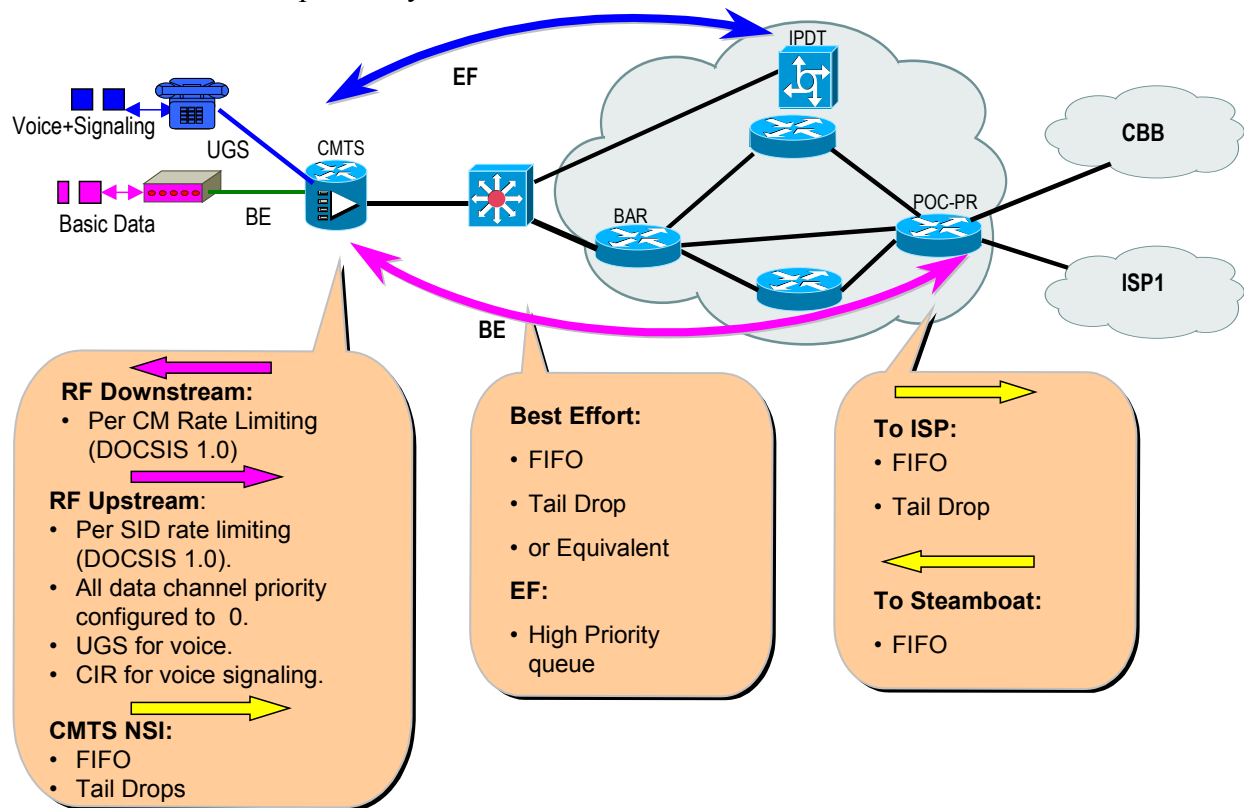 IPDT
EF
Voice+Signaling
UGS
CMTS
CBB
Basic Data
BE
BAR
POC-PR
ISP1
BE
RF Downstream:
• Per CM Rate Limiting
(DOCSIS 1.0)
RF Upstream:
• Per SID rate limiting
(DOCSIS 1.0).
• All data channel priority
configured to 0.
• UGS for voice.
• CIR for voice signaling.
CMTS NSI:
• FIFO
• Tail Drops
Best Effort:
• FIFO
• Tail Drop
• or Equivalent
EF:
• High Priority
queue
To ISP:
• FIFO
• Tail Drop
To Steamboat:
• FIFO